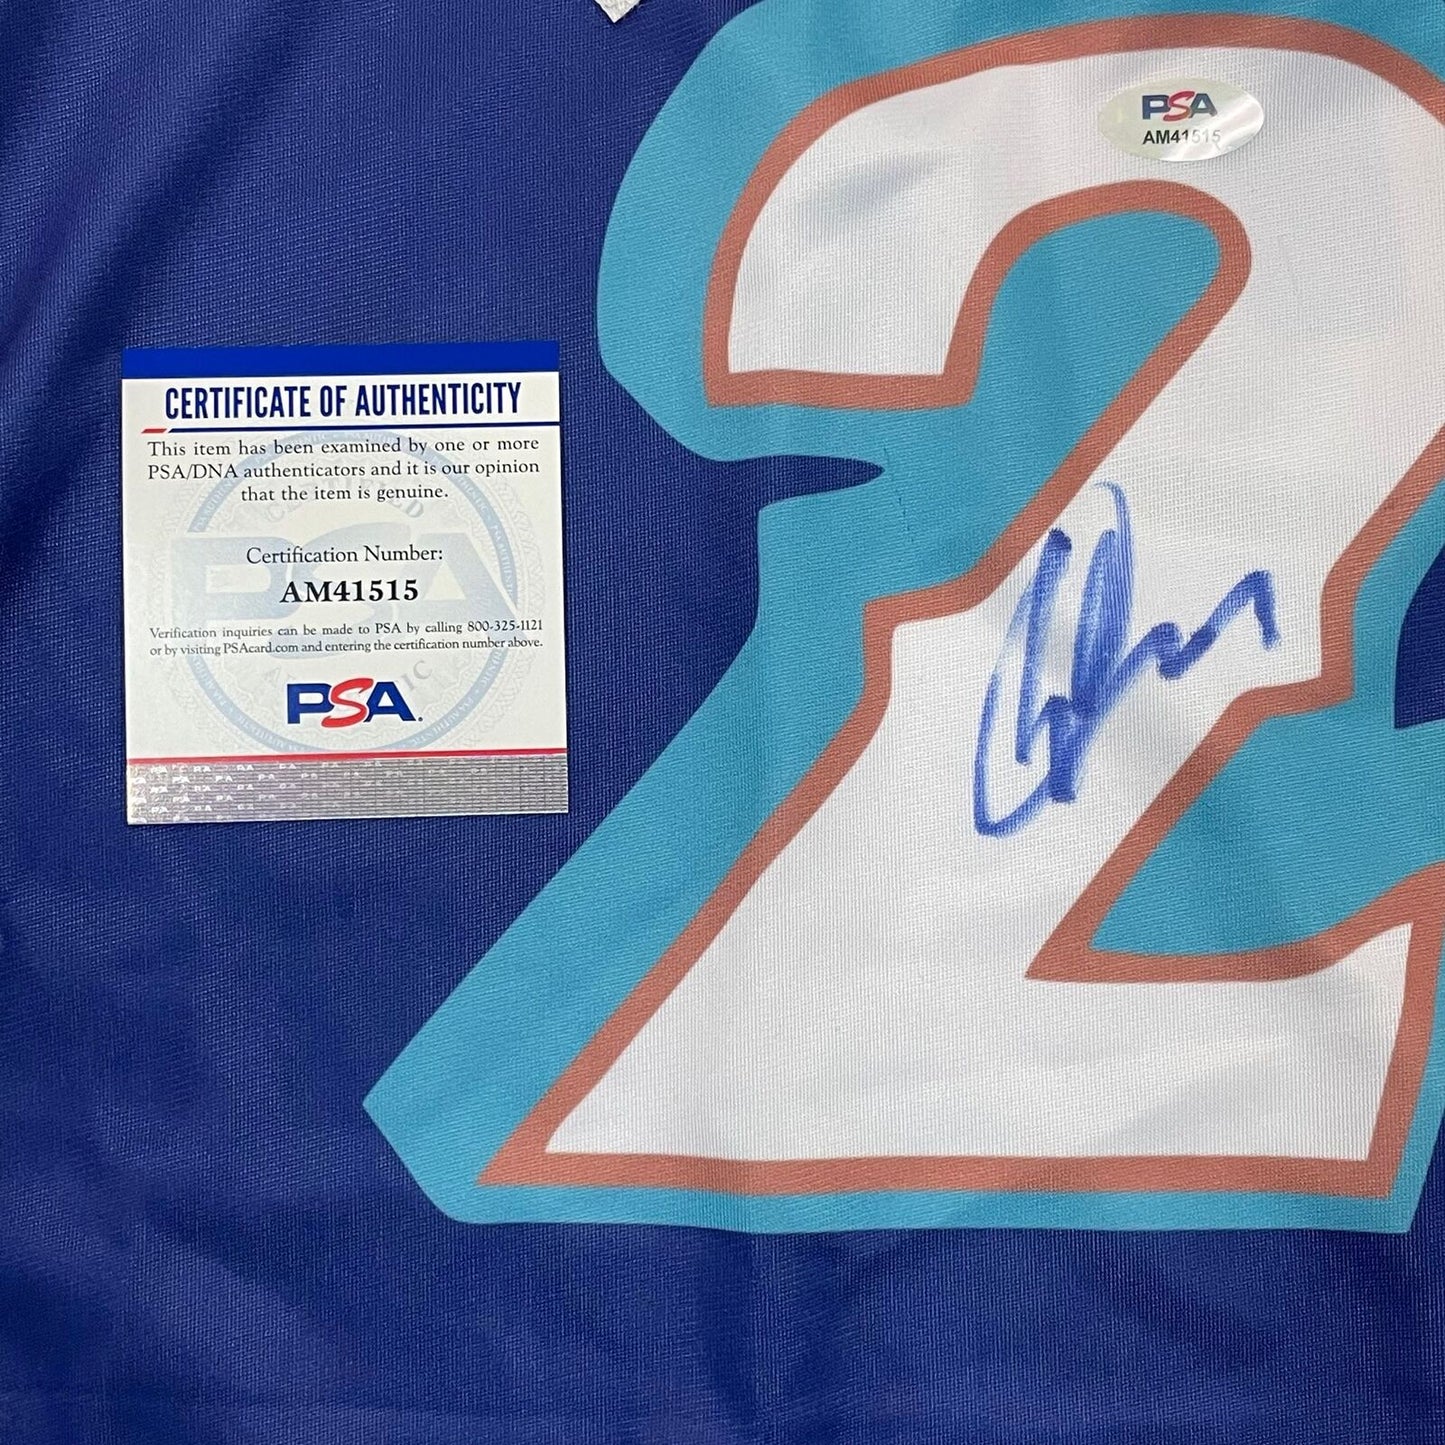 PSA
AM41515
2
CERTIFICATE OF AUTHENTICITY
This item has been examined by one or more
PSA/DNA authenticators and it is our opinion
that the item is genuine.
Certification Number:
AM41515
Verification inquiries can be made to PSA by calling 800-325-1121
or by visiting PSAcard.com and entering the certification number above.
PSA.